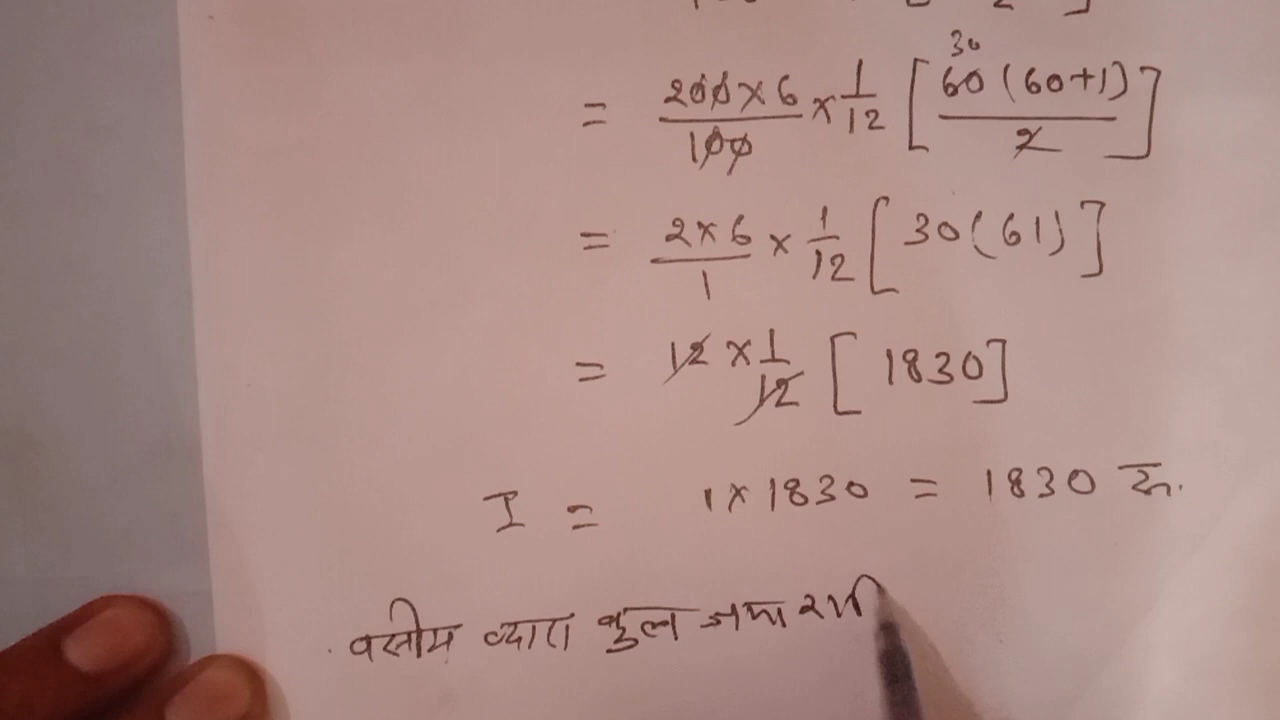 = 200 × 6 / 100 × 1/12 [ 30 60 (60+1) / 2 ]
= 2 × 6 / 1 × 1/12 [ 30 (61) ]
= 12 × 1/12 [ 1830 ]
I = 1 × 1830 = 1830 रू.
वसीम व्दारा कुल जमा राशि